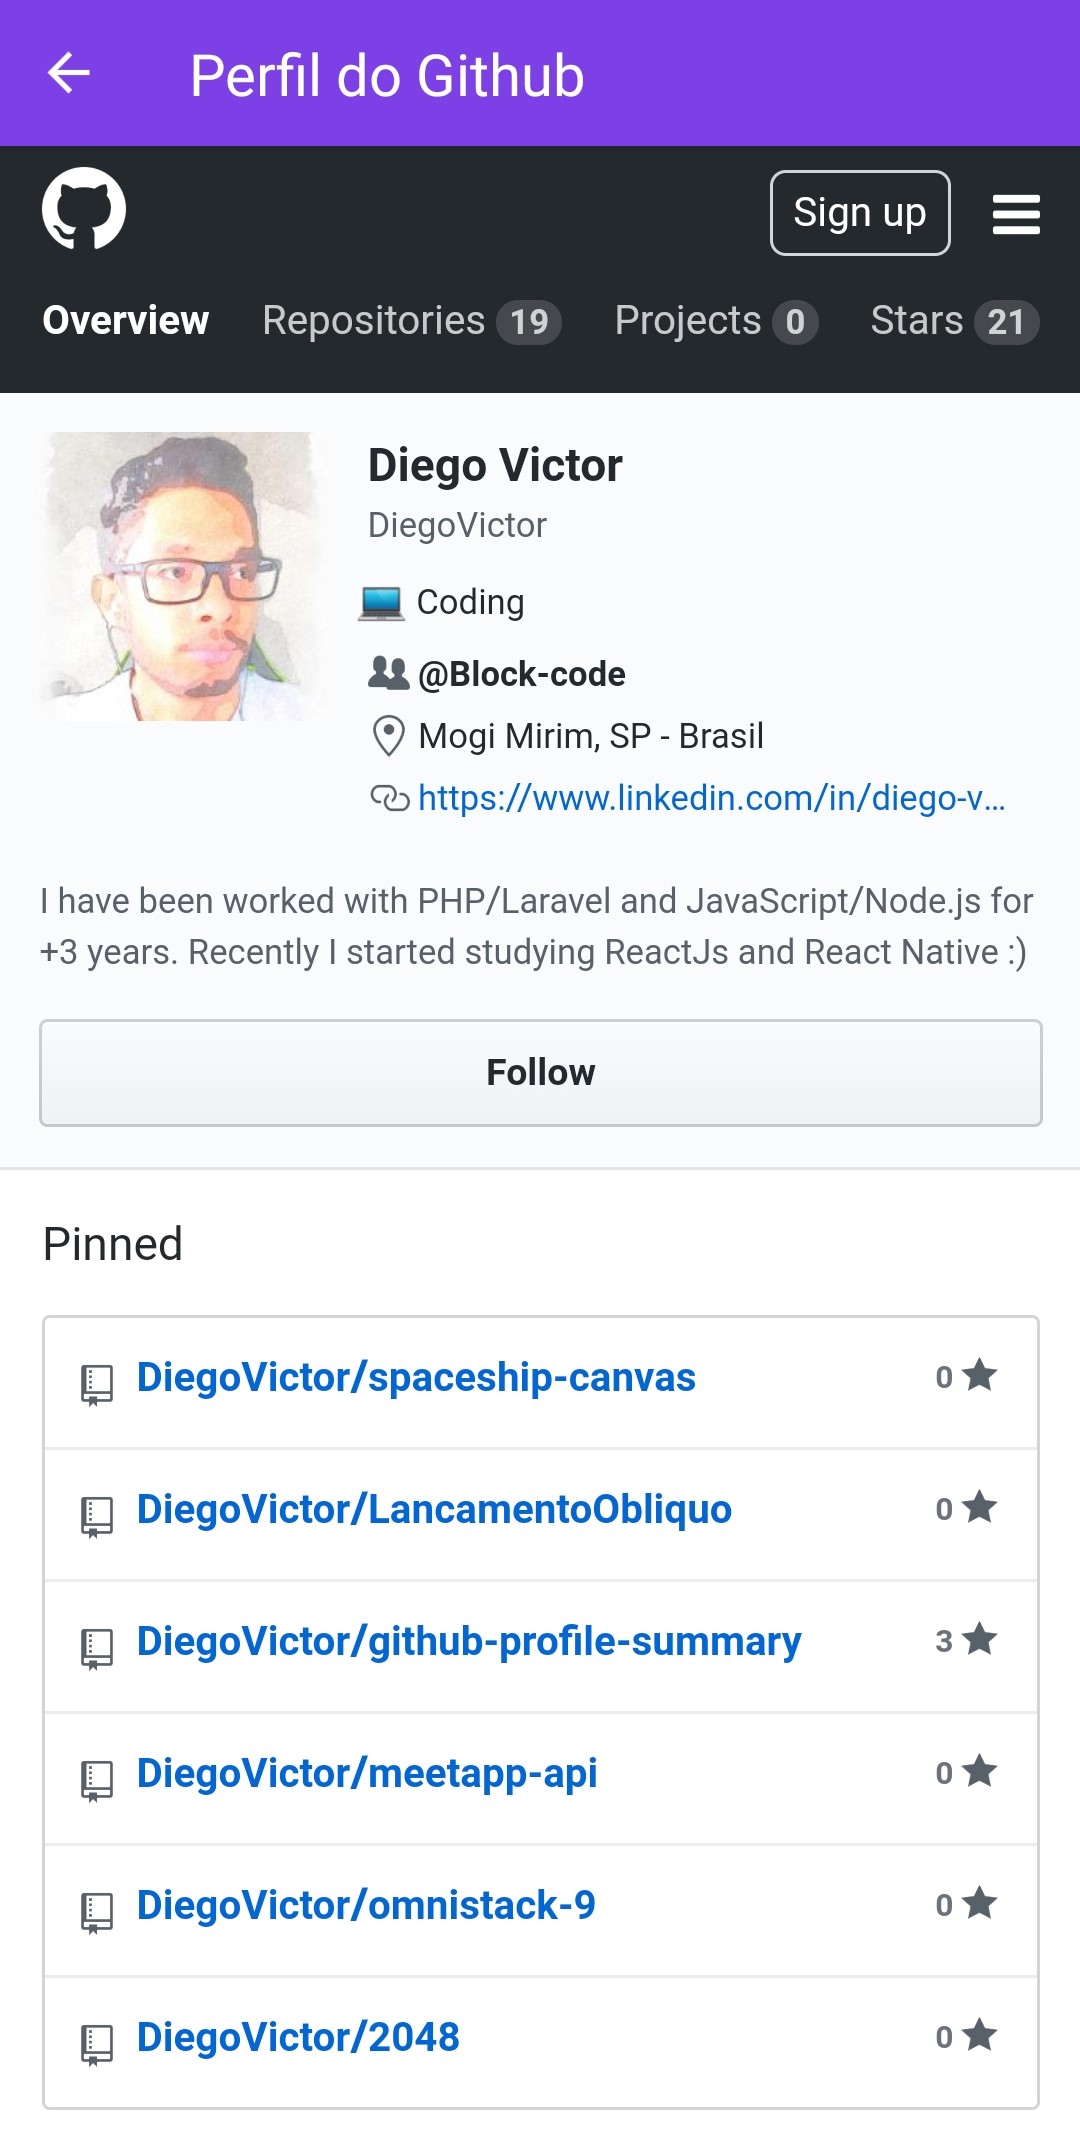 Perfil do Github
Sign up
Overview Repositories 19 Projects 0 Stars 21
Diego Victor
DiegoVictor
Coding
@Block-code
Mogi Mirim, SP - Brasil
https://www.linkedin.com/in/diego-v...
I have been worked with PHP/Laravel and JavaScript/Node.js for
+3 years. Recently I started studying ReactJs and React Native :)
Follow
Pinned
DiegoVictor/spaceship-canvas 0
DiegoVictor/LancamentoObliquo 0
DiegoVictor/github-profile-summary 3
DiegoVictor/meetapp-api 0
DiegoVictor/omnistack-9 0
DiegoVictor/2048 0